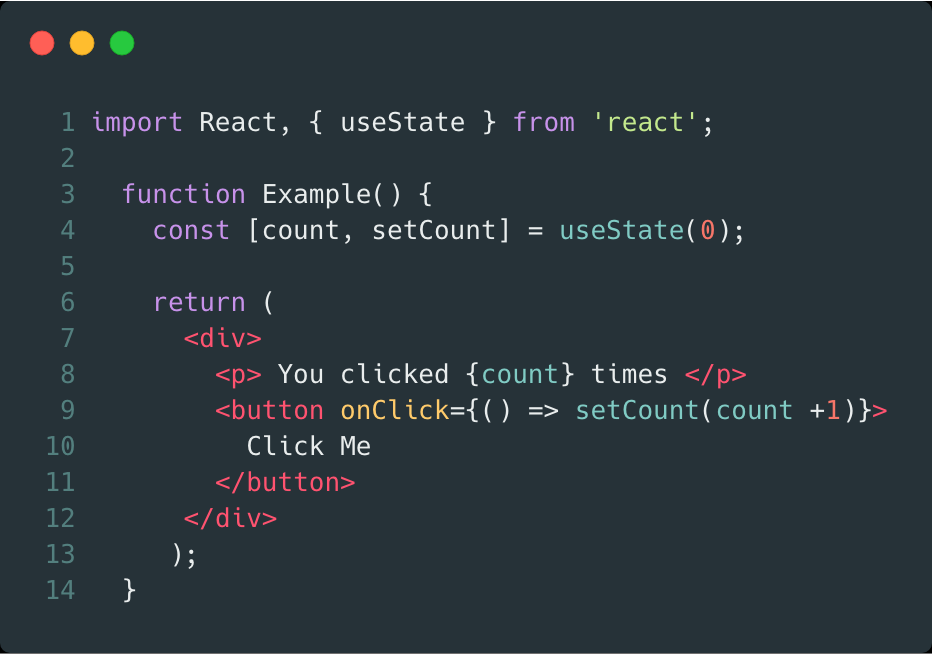 1 import React, { useState } from 'react';
2
3   function Example() {
4     const [count, setCount] = useState(0);
5
6     return (
7       <div>
8         <p> You clicked {count} times </p>
9         <button onClick={() => setCount(count +1)}>
10           Click Me
11         </button>
12       </div>
13      );
14   }